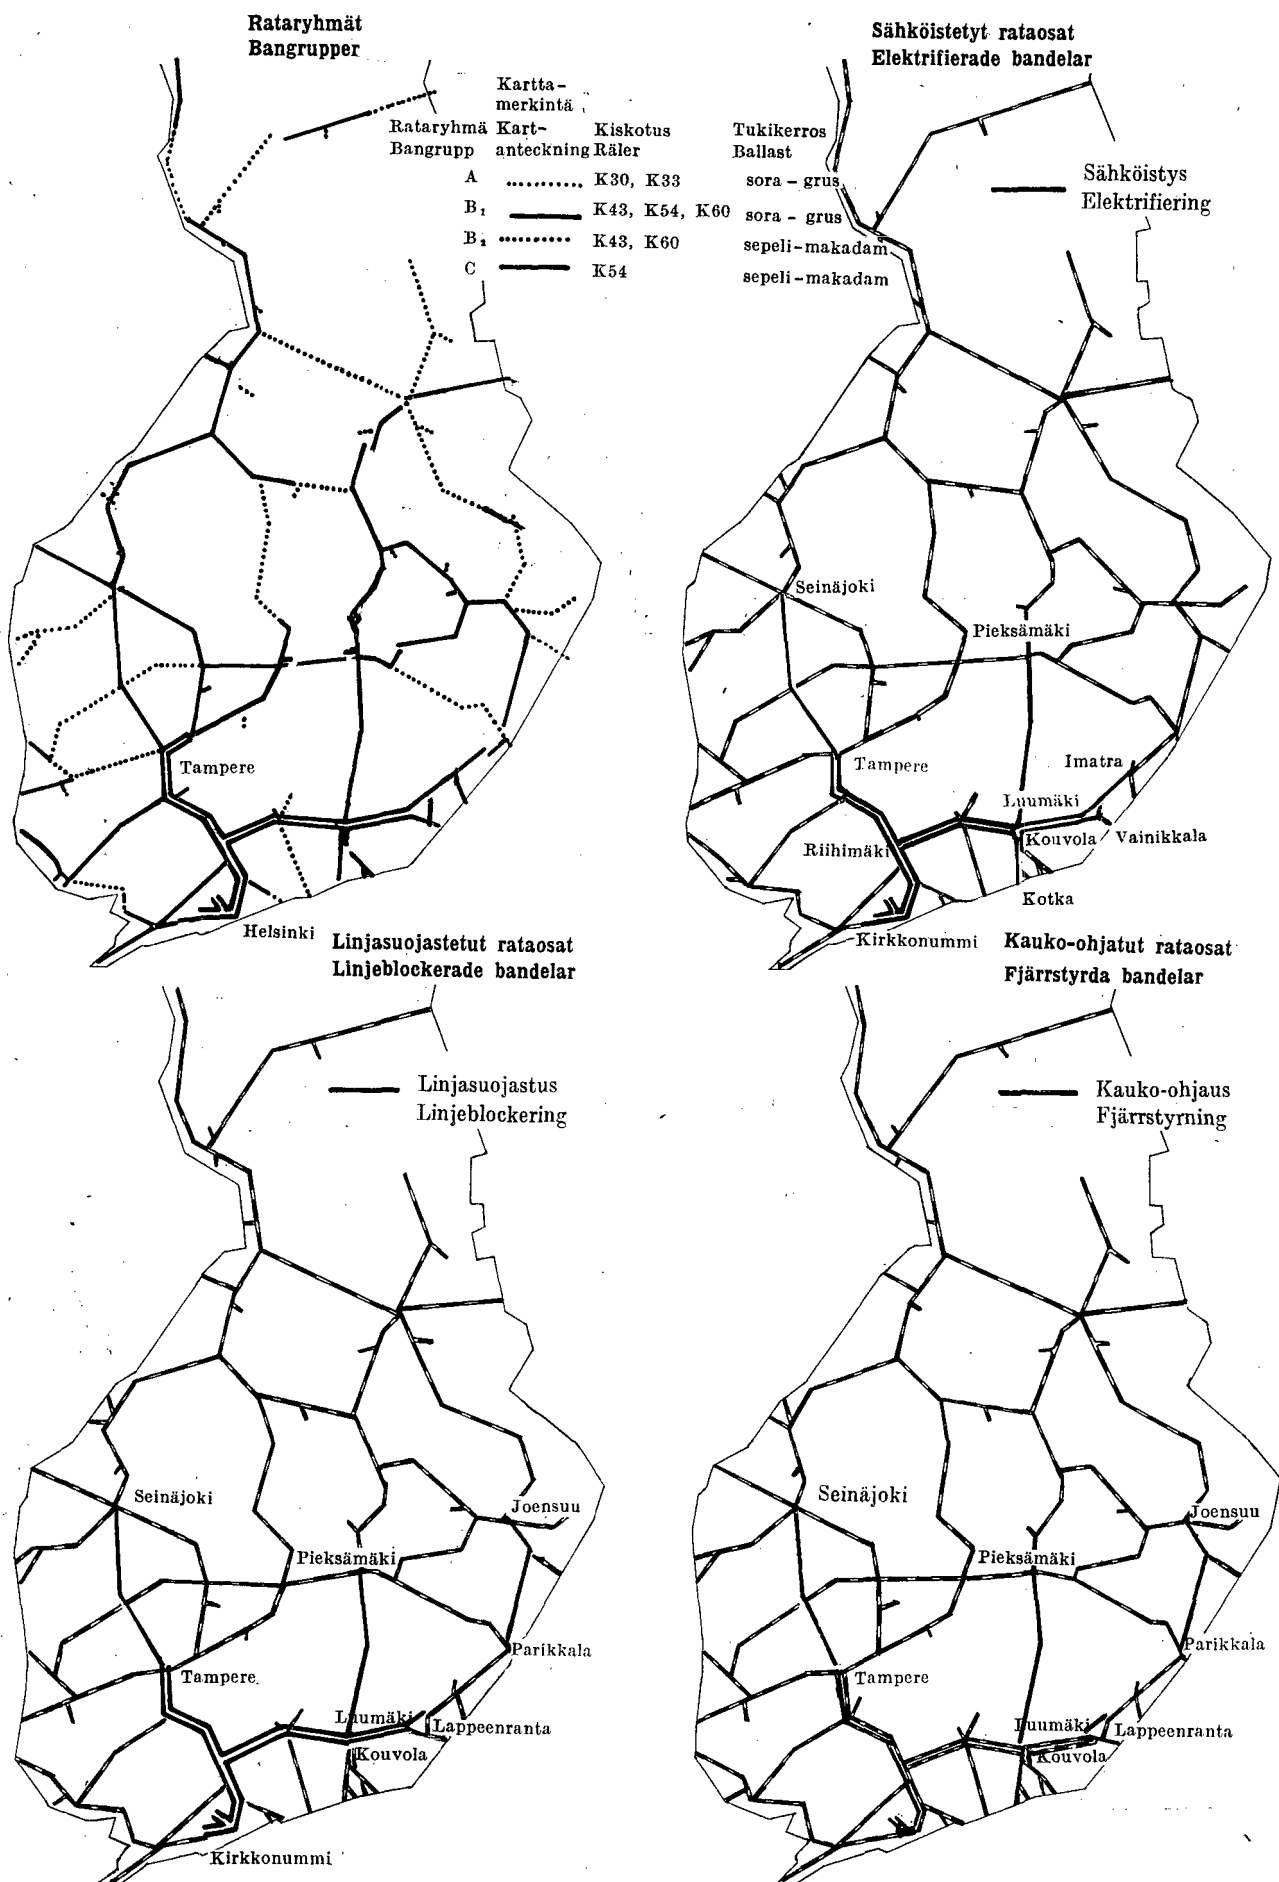 Rataryhmät
Bangrupper
Kartta-
merkintä
Rataryhmä Kart- Kiskotus Tukikerros
Bangrupp anteckning Räler Ballast
A K30, K33 sora - grus
B₁ K43, K54, K60 sora - grus
B₂ K43, K60 sepeli-makadam
C K54 sepeli-makadam
Tampere
Helsinki
Sähköistetyt rataosat
Elektrifierade bandelar
Sähköistys
Elektrifiering
Seinäjoki
Pieksämäki
Tampere
Imatra
Luumäki
Riihimäki
Kouvola
Vainikkala
Kotka
Kirkkonummi
Linjasuojastetut rataosat
Linjeblockerade bandelar
Linjasuojastus
Linjeblockering
Seinäjoki
Joensuu
Pieksämäki
Parikkala
Tampere
Luumäki
Lappeenranta
Kouvola
Kirkkonummi
Kauko-ohjatut rataosat
Fjärrstyrda bandelar
Kauko-ohjaus
Fjärrstyrning
Seinäjoki
Joensuu
Pieksämäki
Parikkala
Tampere
Luumäki
Lappeenranta
Kouvola